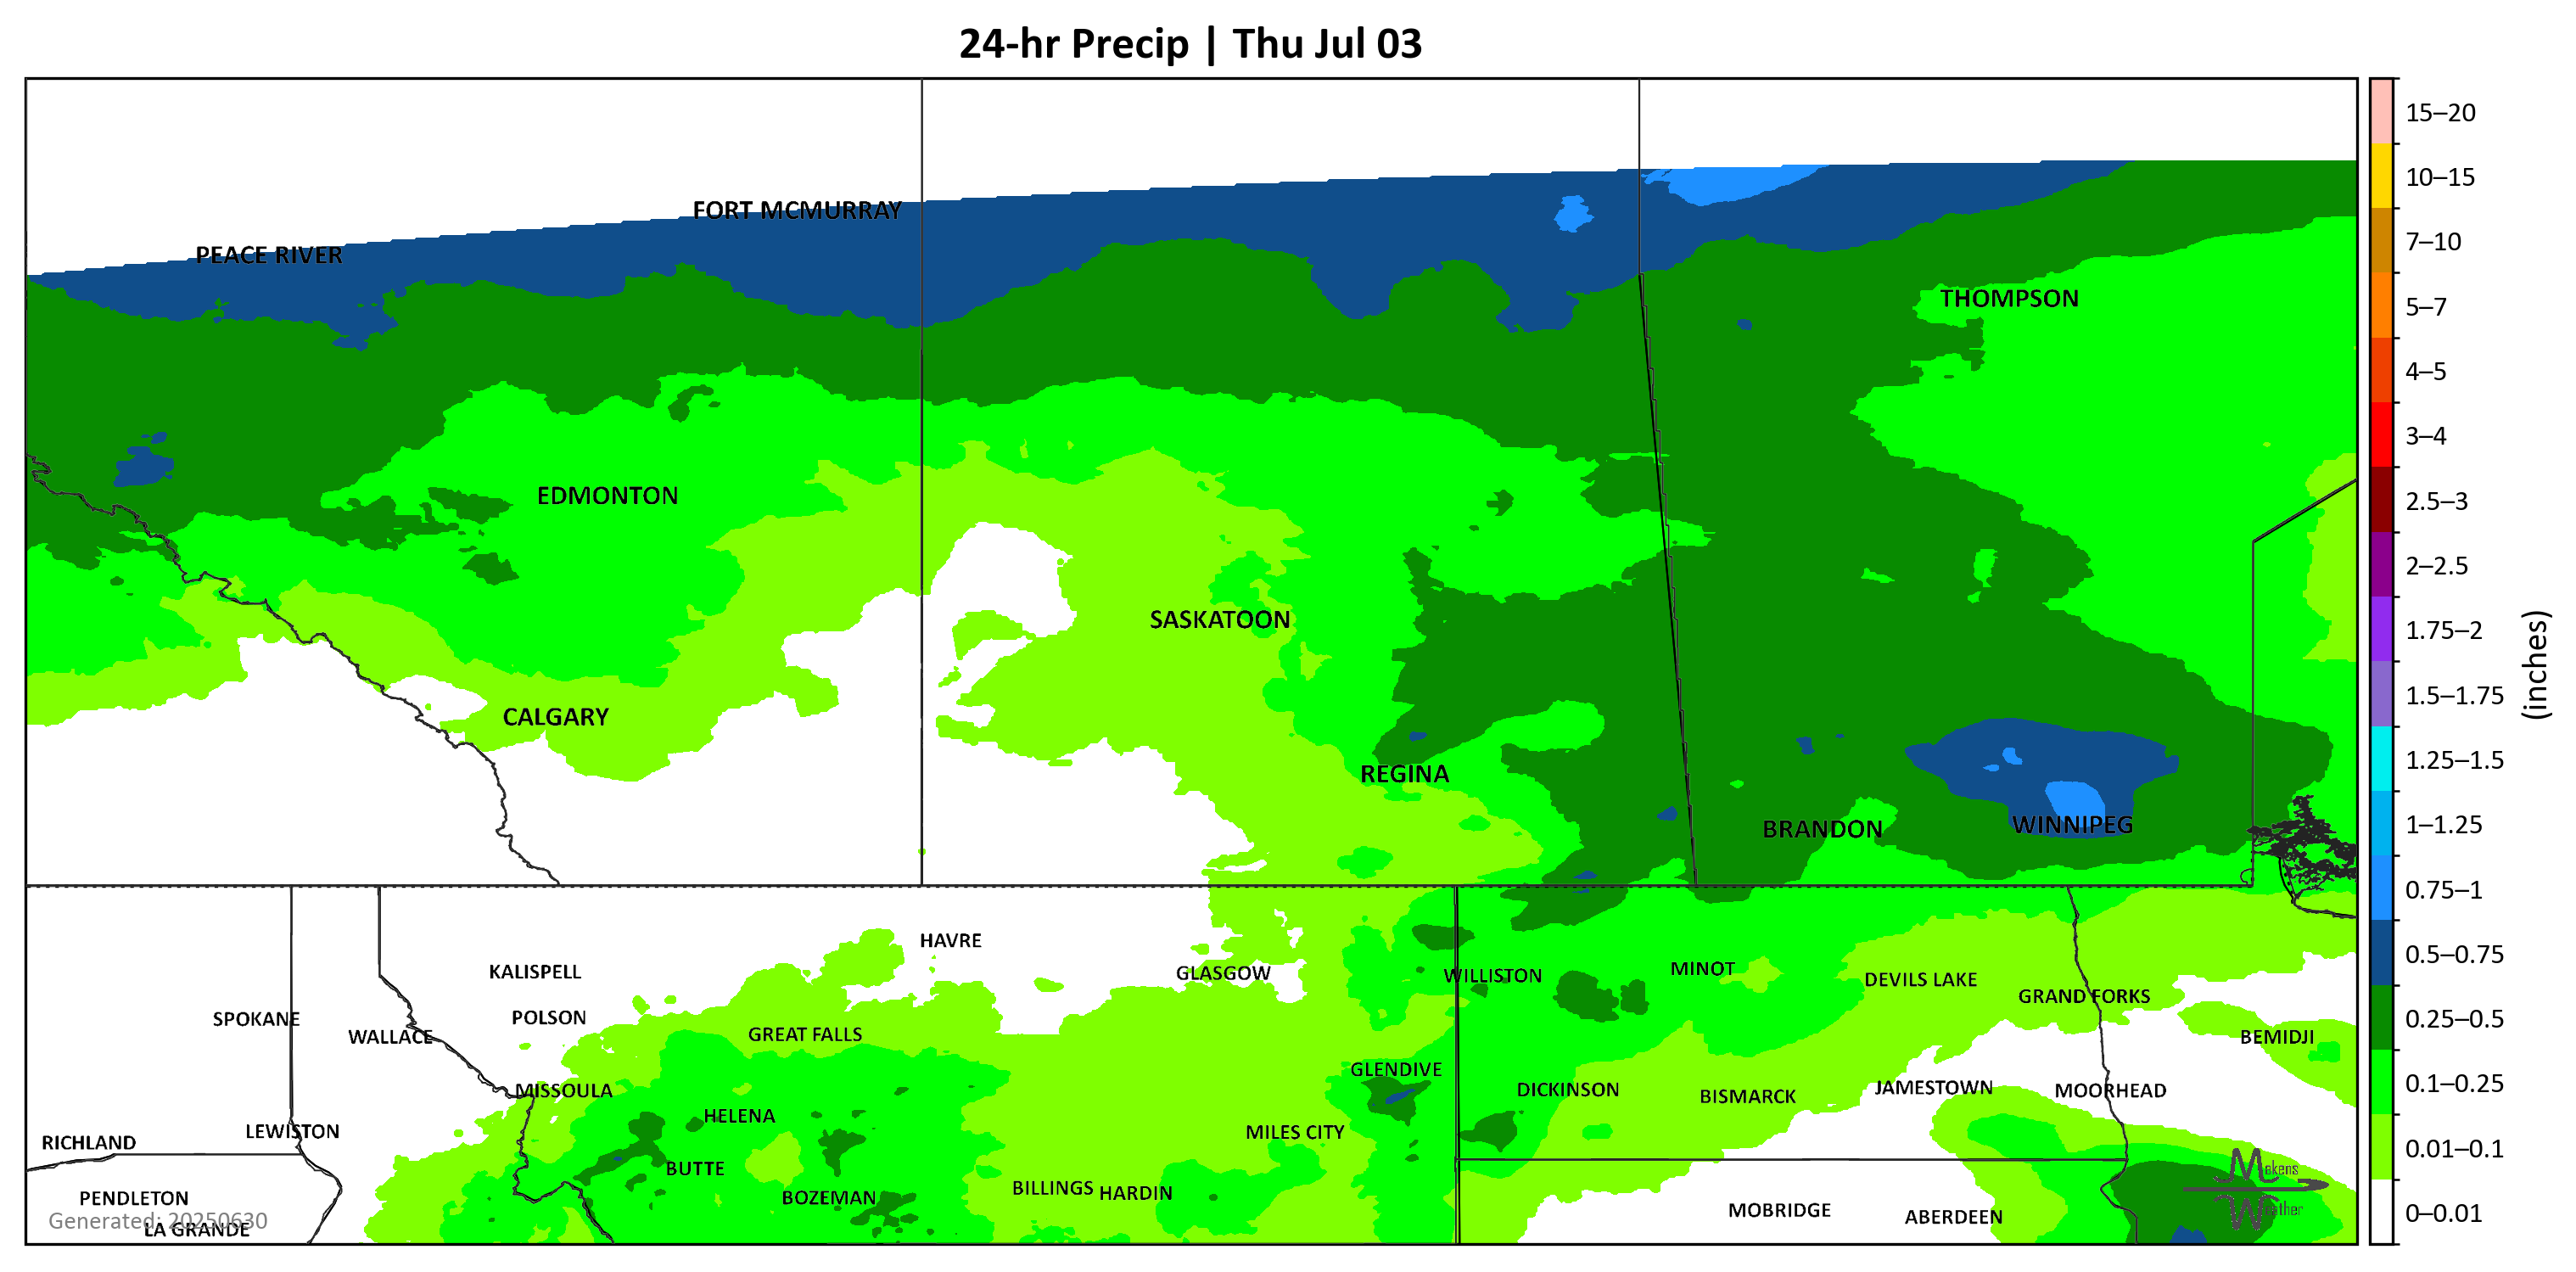 24-hr Precip | Thu Jul 03
15–20
10–15
7–10
5–7
4–5
3–4
2.5–3
2–2.5
1.75–2
1.5–1.75
1.25–1.5
1–1.25
0.75–1
0.5–0.75
0.25–0.5
0.1–0.25
0.01–0.1
0–0.01
(inches)
FORT MCMURRAY
PEACE RIVER
THOMPSON
EDMONTON
SASKATOON
CALGARY
REGINA
WINNIPEG
BRANDON
HAVRE
KALISPELL
GLASGOW
WILLISTON
MINOT
DEVILS LAKE
GRAND FORKS
SPOKANE
POLSON
WALLACE
GREAT FALLS
BEMIDJI
GLENDIVE
MISSOULA
DICKINSON
BISMARCK
JAMESTOWN
MOORHEAD
HELENA
LEWISTON
MILES CITY
RICHLAND
BUTTE
BILLINGS
HARDIN
PENDLETON
BOZEMAN
MOBRIDGE
ABERDEEN
Generated: 20250630
LA GRANDE
Makens
Weather